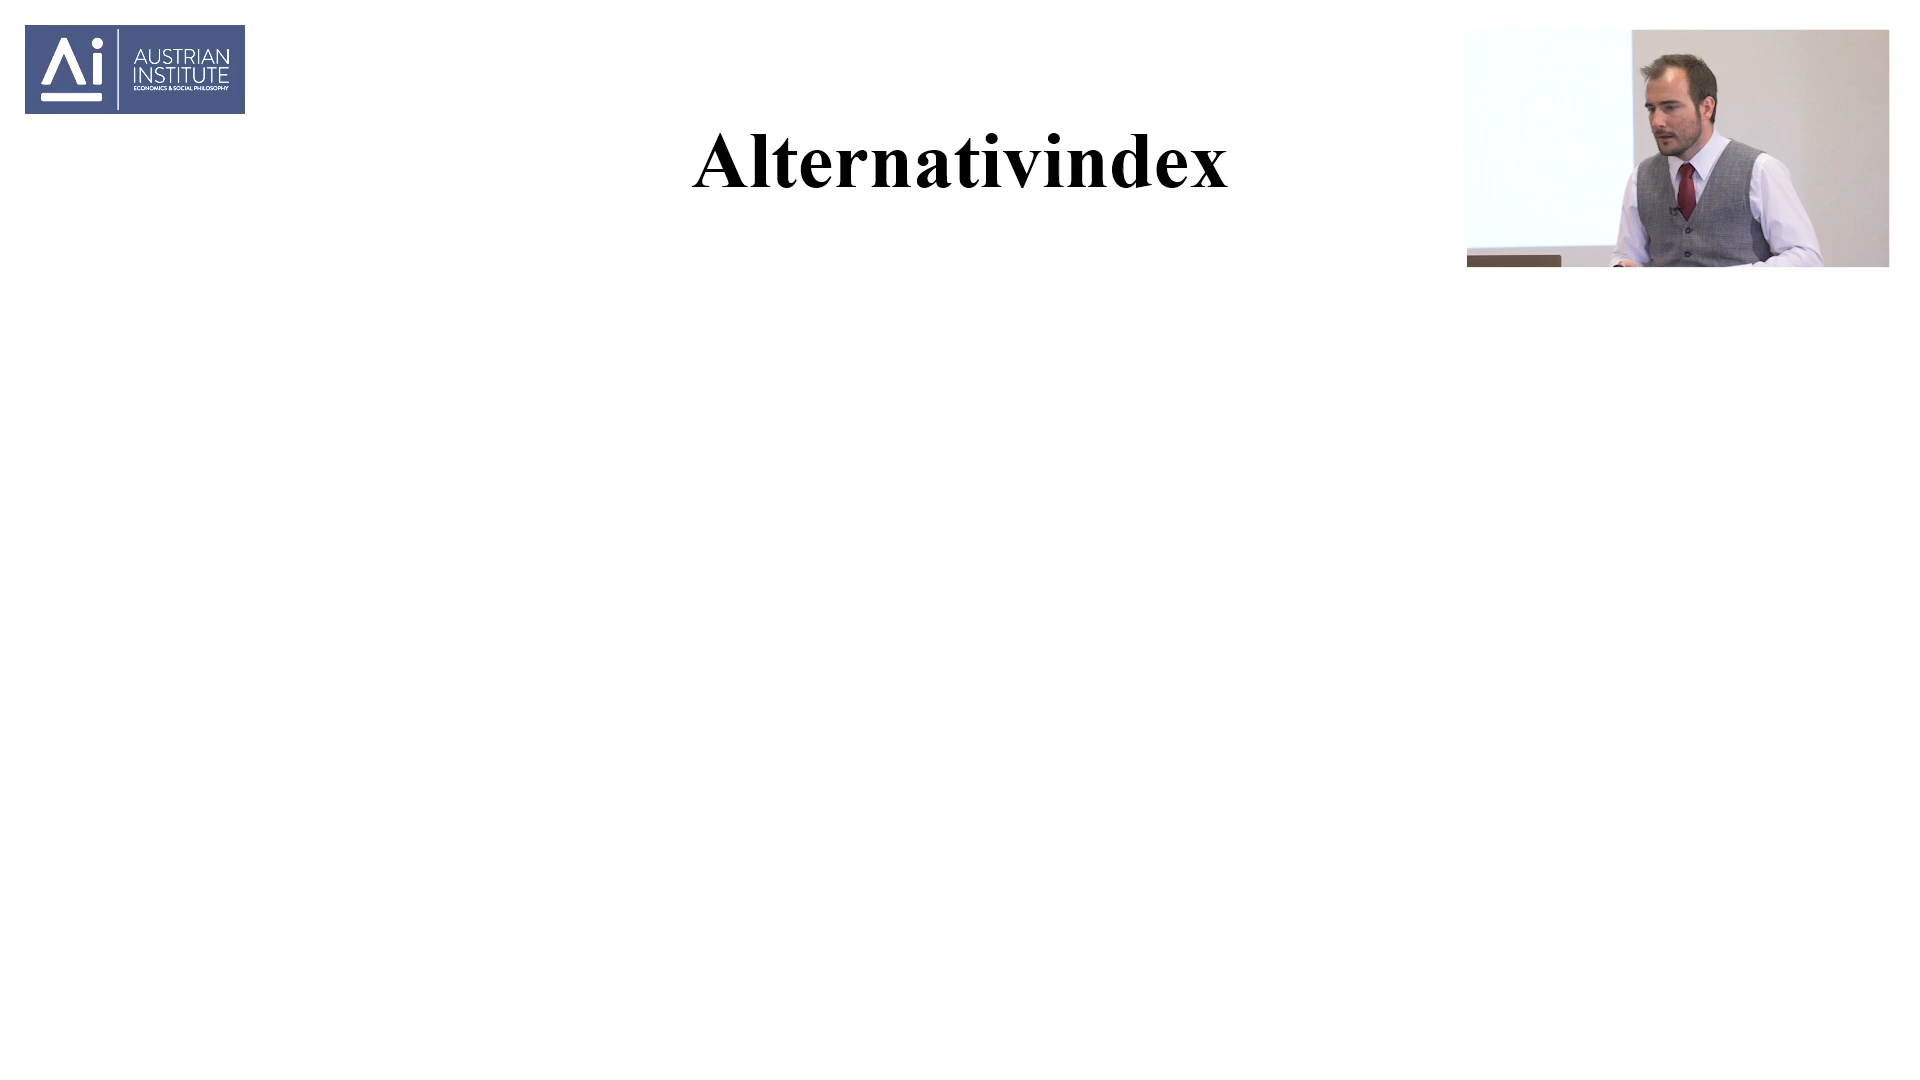 Ai
AUSTRIAN
INSTITUTE
ECONOMICS & SOCIAL PHILOSOPHY
Alternativindex